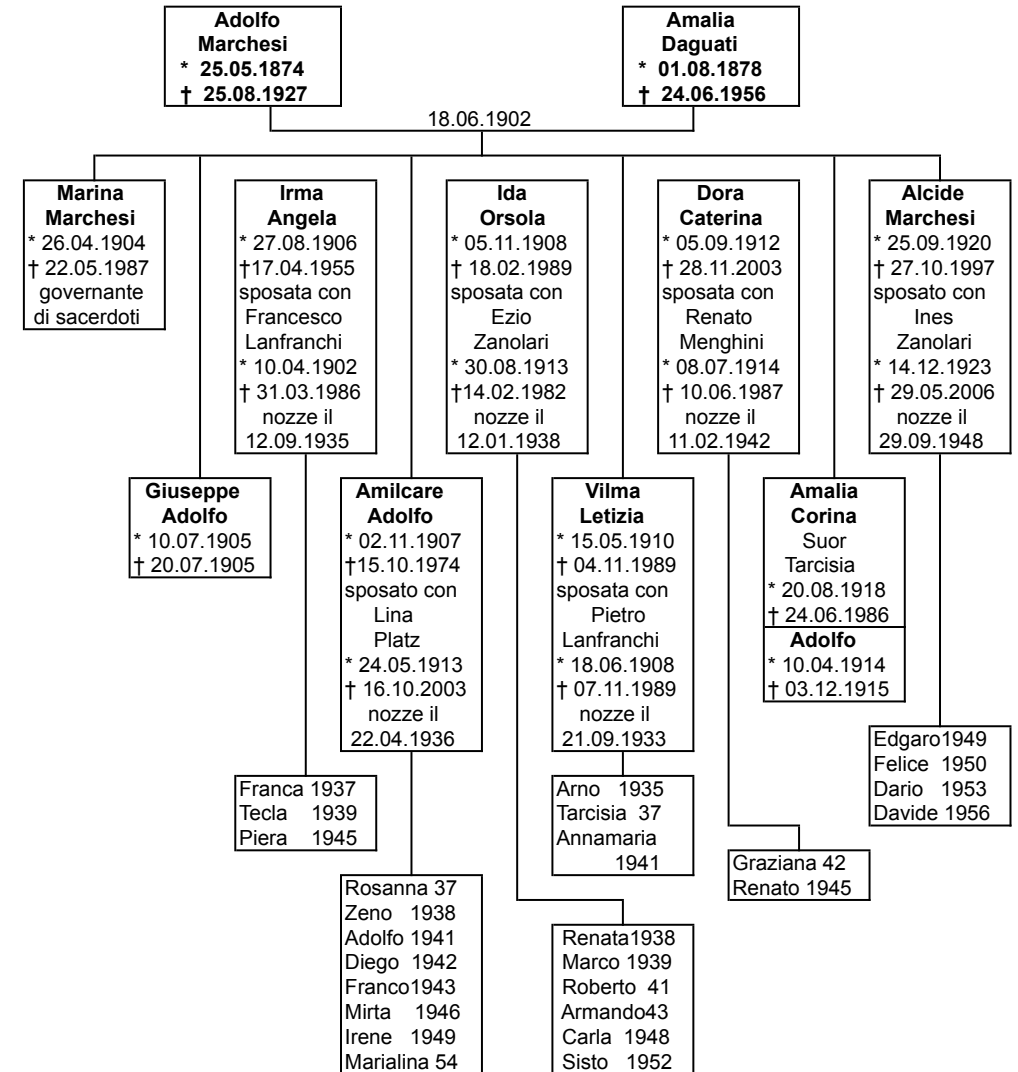 Adolfo
Marchesi
* 25.05.1874
† 25.08.1927
Amalia
Daguati
* 01.08.1878
† 24.06.1956
18.06.1902
Marina
Marchesi
* 26.04.1904
† 22.05.1987
governante
di sacerdoti
Irma
Angela
* 27.08.1906
†17.04.1955
sposata con
Francesco
Lanfranchi
* 10.04.1902
† 31.03.1986
nozze il
12.09.1935
Ida
Orsola
* 05.11.1908
† 18.02.1989
sposata con
Ezio
Zanolari
* 30.08.1913
†14.02.1982
nozze il
12.01.1938
Dora
Caterina
* 05.09.1912
† 28.11.2003
sposata con
Renato
Menghini
* 08.07.1914
† 10.06.1987
nozze il
11.02.1942
Alcide
Marchesi
* 25.09.1920
† 27.10.1997
sposato con
Ines
Zanolari
* 14.12.1923
† 29.05.2006
nozze il
29.09.1948
Giuseppe
Adolfo
* 10.07.1905
† 20.07.1905
Amilcare
Adolfo
* 02.11.1907
†15.10.1974
sposato con
Lina
Platz
* 24.05.1913
† 16.10.2003
nozze il
22.04.1936
Vilma
Letizia
* 15.05.1910
† 04.11.1989
sposata con
Pietro
Lanfranchi
* 18.06.1908
† 07.11.1989
nozze il
21.09.1933
Amalia
Corina
Suor
Tarcisia
* 20.08.1918
† 24.06.1986
Adolfo
* 10.04.1914
† 03.12.1915
Franca 1937
Tecla 1939
Piera 1945
Arno 1935
Tarcisia 37
Annamaria
1941
Edgaro1949
Felice 1950
Dario 1953
Davide 1956
Graziana 42
Renato 1945
Rosanna 37
Zeno 1938
Adolfo 1941
Diego 1942
Franco1943
Mirta 1946
Irene 1949
Marialina 54
Renata1938
Marco 1939
Roberto 41
Armando43
Carla 1948
Sisto 1952